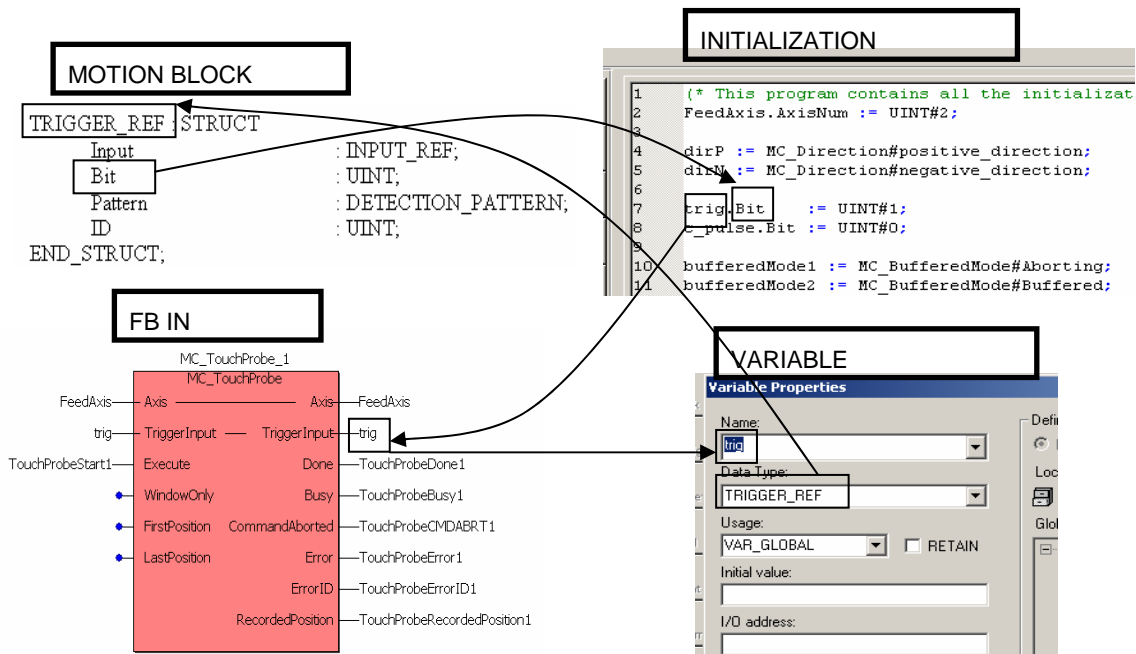 MOTION BLOCK
TRIGGER_REF : STRUCT
Input : INPUT_REF;
Bit : UINT;
Pattern : DETECTION_PATTERN;
ID : UINT;
END_STRUCT;
INITIALIZATION
1 (* This program contains all the initializat
2 FeedAxis.AxisNum := UINT#2;
3
4 dirP := MC_Direction#positive_direction;
5 dirN := MC_Direction#negative_direction;
6
7 trig.Bit := UINT#1;
8 c_pulse.Bit := UINT#0;
9
10 bufferedMode1 := MC_BufferedMode#Aborting;
11 bufferedMode2 := MC_BufferedMode#Buffered;
FB IN
MC_TouchProbe_1
MC_TouchProbe
FeedAxis Axis Axis FeedAxis
trig TriggerInput TriggerInput trig
TouchProbeStart1 Execute Done TouchProbeDone1
WindowOnly Busy TouchProbeBusy1
FirstPosition CommandAborted TouchProbeCMDABRT1
LastPosition Error TouchProbeError1
ErrorID TouchProbeErrorID1
RecordedPosition TouchProbeRecordedPosition1
VARIABLE
Variable Properties
Name: Defi
trig
Data Type: Loc
TRIGGER_REF
Usage: Glol
VAR_GLOBAL RETAIN
Initial value:
I/O address: